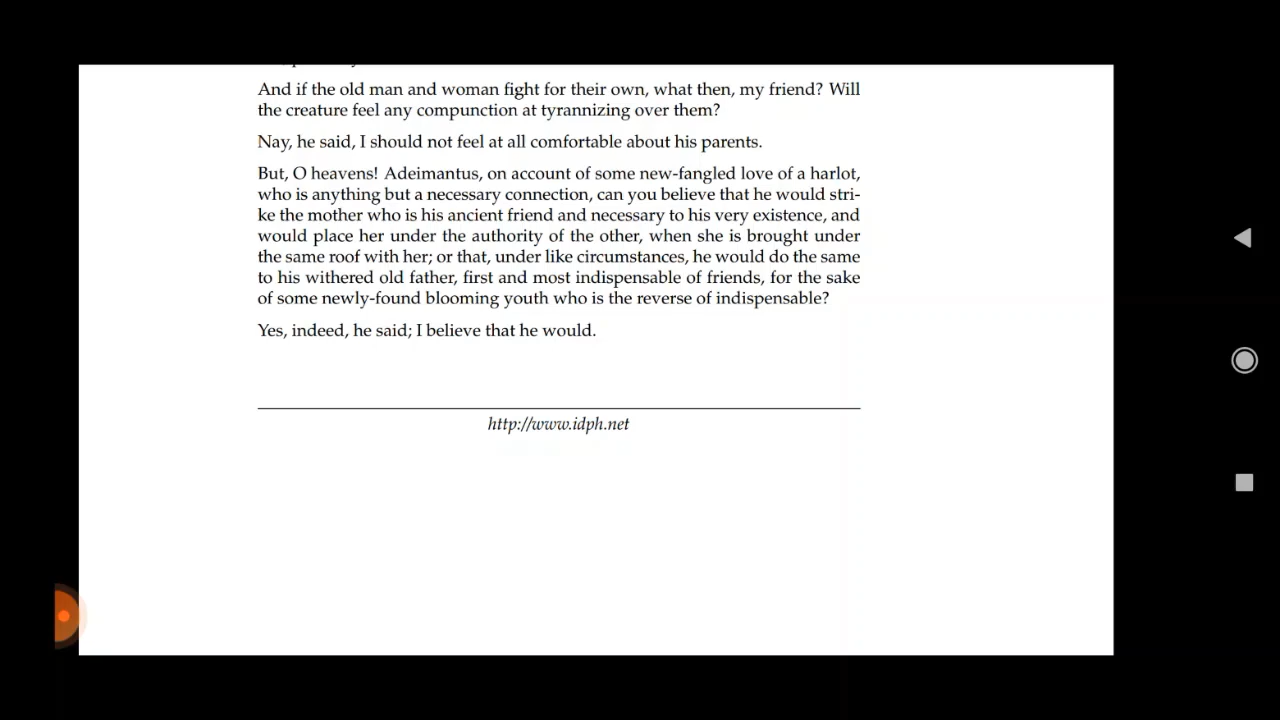 And if the old man and woman fight for their own, what then, my friend? Will
the creature feel any compunction at tyrannizing over them?
Nay, he said, I should not feel at all comfortable about his parents.
But, O heavens! Adeimantus, on account of some new-fangled love of a harlot,
who is anything but a necessary connection, can you believe that he would stri-
ke the mother who is his ancient friend and necessary to his very existence, and
would place her under the authority of the other, when she is brought under
the same roof with her; or that, under like circumstances, he would do the same
to his withered old father, first and most indispensable of friends, for the sake
of some newly-found blooming youth who is the reverse of indispensable?
Yes, indeed, he said; I believe that he would.
http://www.idph.net